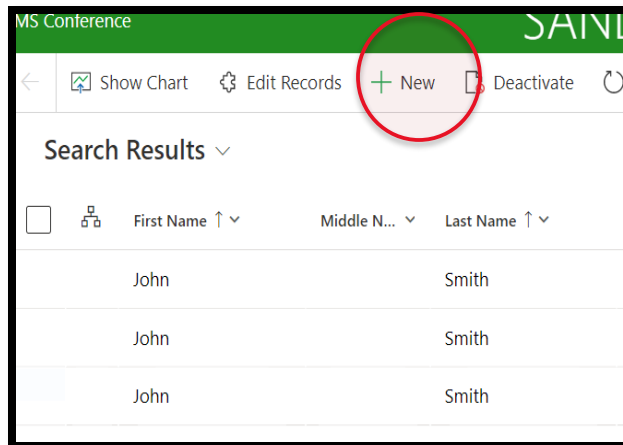 MS Conference
SAND
Show Chart Edit Records New Deactivate
Search Results
First Name Middle N... Last Name
John Smith
John Smith
John Smith